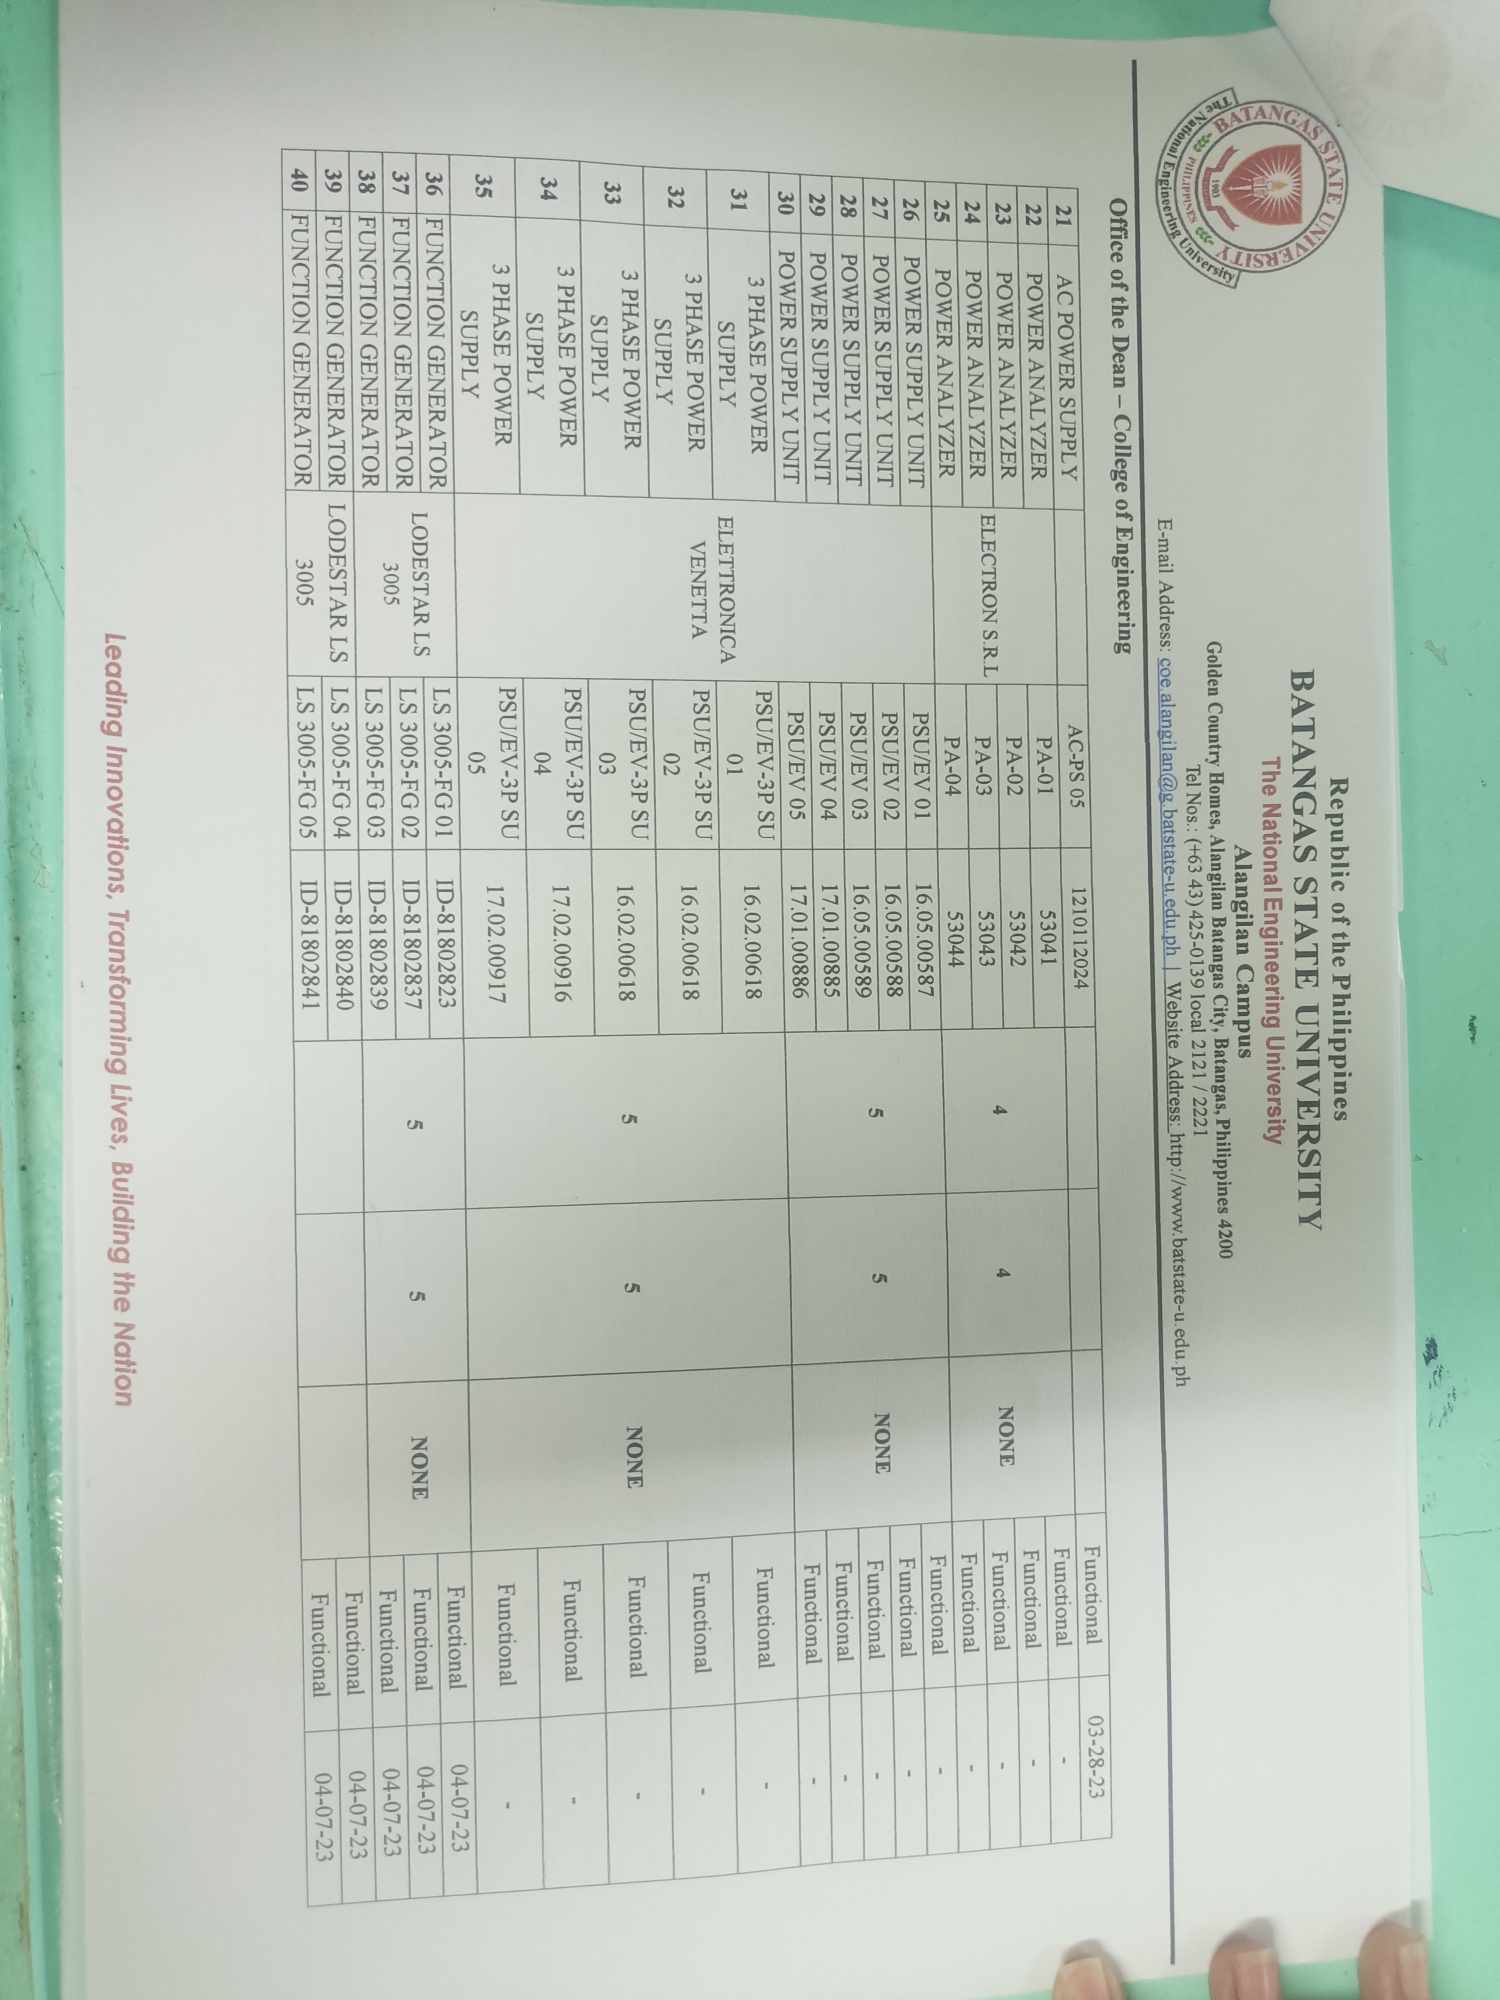 BATANGAS STATE UNIVERSITY
PHILIPPINES
1903
The National Engineering University
Republic of the Philippines
BATANGAS STATE UNIVERSITY
The National Engineering University
Alangilan Campus
Golden Country Homes, Alangilan Batangas City, Batangas, Philippines 4200
Tel Nos.: (+63 43) 425-0139 local 2121 / 2221
E-mail Address: coe.alangilan@g.batstate-u.edu.ph | Website Address: http://www.batstate-u.edu.ph
Office of the Dean – College of Engineering
21 AC POWER SUPPLY AC-PS 05 1210112024 Functional 03-28-23
22 POWER ANALYZER PA-01 53041 Functional -
23 POWER ANALYZER PA-02 53042 Functional -
24 POWER ANALYZER ELECTRON S.R.L PA-03 53043 4 4 NONE Functional -
25 POWER ANALYZER PA-04 53044 Functional -
26 POWER SUPPLY UNIT PSU/EV 01 16.05.00587 Functional -
27 POWER SUPPLY UNIT PSU/EV 02 16.05.00588 Functional -
28 POWER SUPPLY UNIT PSU/EV 03 16.05.00589 5 5 NONE Functional -
29 POWER SUPPLY UNIT PSU/EV 04 17.01.00885 Functional -
30 POWER SUPPLY UNIT PSU/EV 05 17.01.00886 Functional -
31 3 PHASE POWER SUPPLY PSU/EV-3P SU 01 16.02.00618 Functional -
ELETTRONICA VENETTA
32 3 PHASE POWER SUPPLY PSU/EV-3P SU 02 16.02.00618 Functional -
33 3 PHASE POWER SUPPLY PSU/EV-3P SU 03 16.02.00618 5 5 NONE Functional -
34 3 PHASE POWER SUPPLY PSU/EV-3P SU 04 17.02.00916 Functional -
35 3 PHASE POWER SUPPLY PSU/EV-3P SU 05 17.02.00917 Functional -
36 FUNCTION GENERATOR LS 3005-FG 01 ID-81802823 Functional 04-07-23
37 FUNCTION GENERATOR LODESTAR LS 3005 LS 3005-FG 02 ID-81802837 5 5 NONE Functional 04-07-23
38 FUNCTION GENERATOR LS 3005-FG 03 ID-81802839 Functional 04-07-23
39 FUNCTION GENERATOR LODESTAR LS 3005 LS 3005-FG 04 ID-81802840 Functional 04-07-23
40 FUNCTION GENERATOR LS 3005-FG 05 ID-81802841 Functional 04-07-23
Leading Innovations, Transforming Lives, Building the Nation